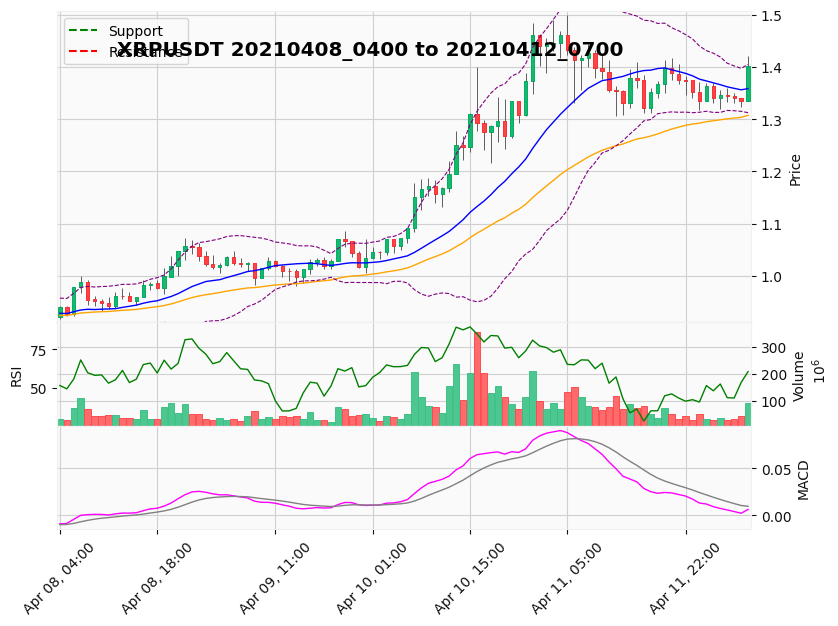 XRPUSDT 20210408_0400 to 20210412_0700
Support
Resistance
1.5
1.4
1.3
1.2
1.1
1.0
Price
75
50
RSI
300
200
100
Volume
10^6
0.05
0.00
MACD
Apr 08, 04:00
Apr 08, 18:00
Apr 09, 11:00
Apr 10, 01:00
Apr 10, 15:00
Apr 11, 05:00
Apr 11, 22:00